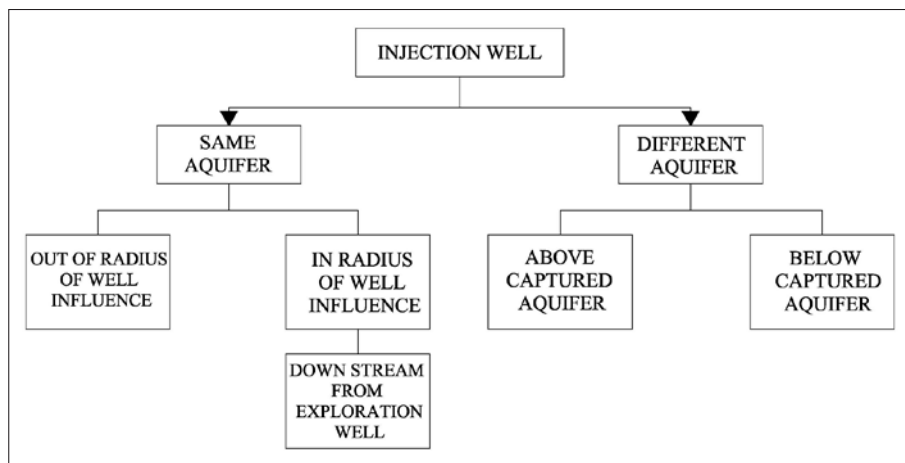 INJECTION WELL
SAME
AQUIFER
DIFFERENT
AQUIFER
OUT OF RADIUS
OF WELL
INFLUENCE
IN RADIUS
OF WELL
INFLUENCE
ABOVE
CAPTURED
AQUIFER
BELOW
CAPTURED
AQUIFER
DOWN STREAM
FROM
EXPLORATION
WELL